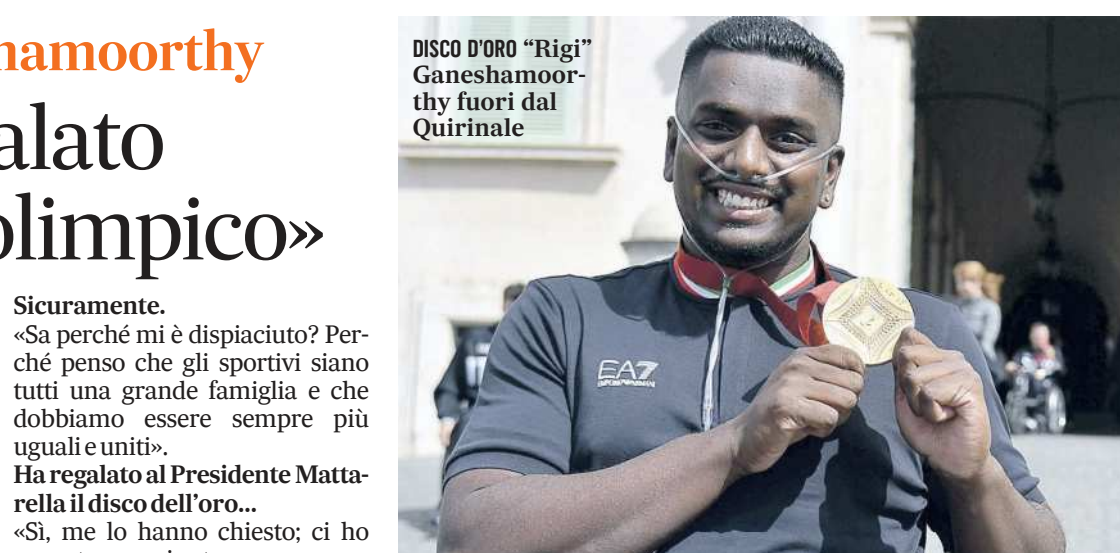 alato
olimpico»
Sicuramente.
«Sa perché mi è dispiaciuto? Per-
ché penso che gli sportivi siano
tutti una grande famiglia e che
dobbiamo essere sempre più
uguali e uniti».
Ha regalato al Presidente Matta-
rella il disco dell'oro...
«Sì, me lo hanno chiesto; ci ho
DISCO D'ORO “Rigi”
Ganeshamoor-
thy fuori dal
Quirinale
EA7
EMPORIO ARMANI